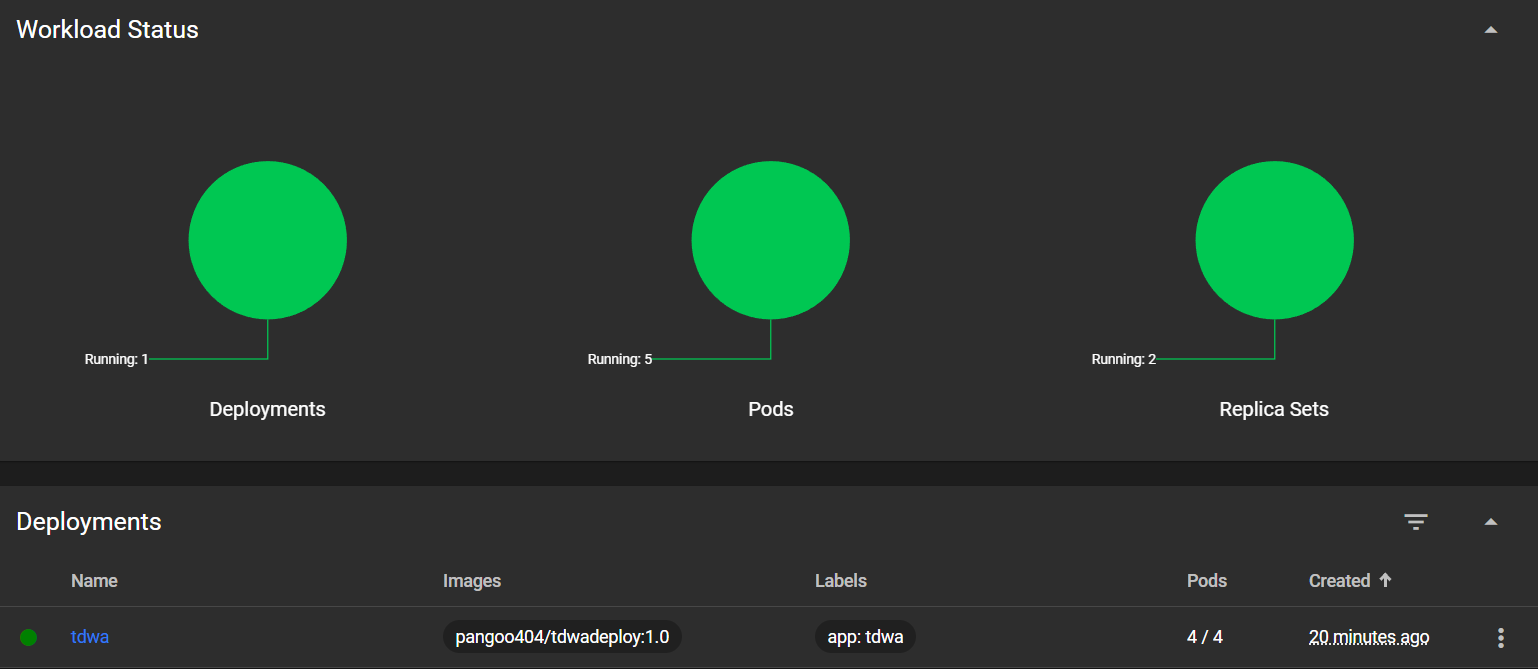 Workload Status
Running: 1
Running: 5
Running: 2
Deployments
Pods
Replica Sets
Deployments
Name Images Labels Pods Created
tdwa pangoo404/tdwadeploy:1.0 app: tdwa 4 / 4 20 minutes ago